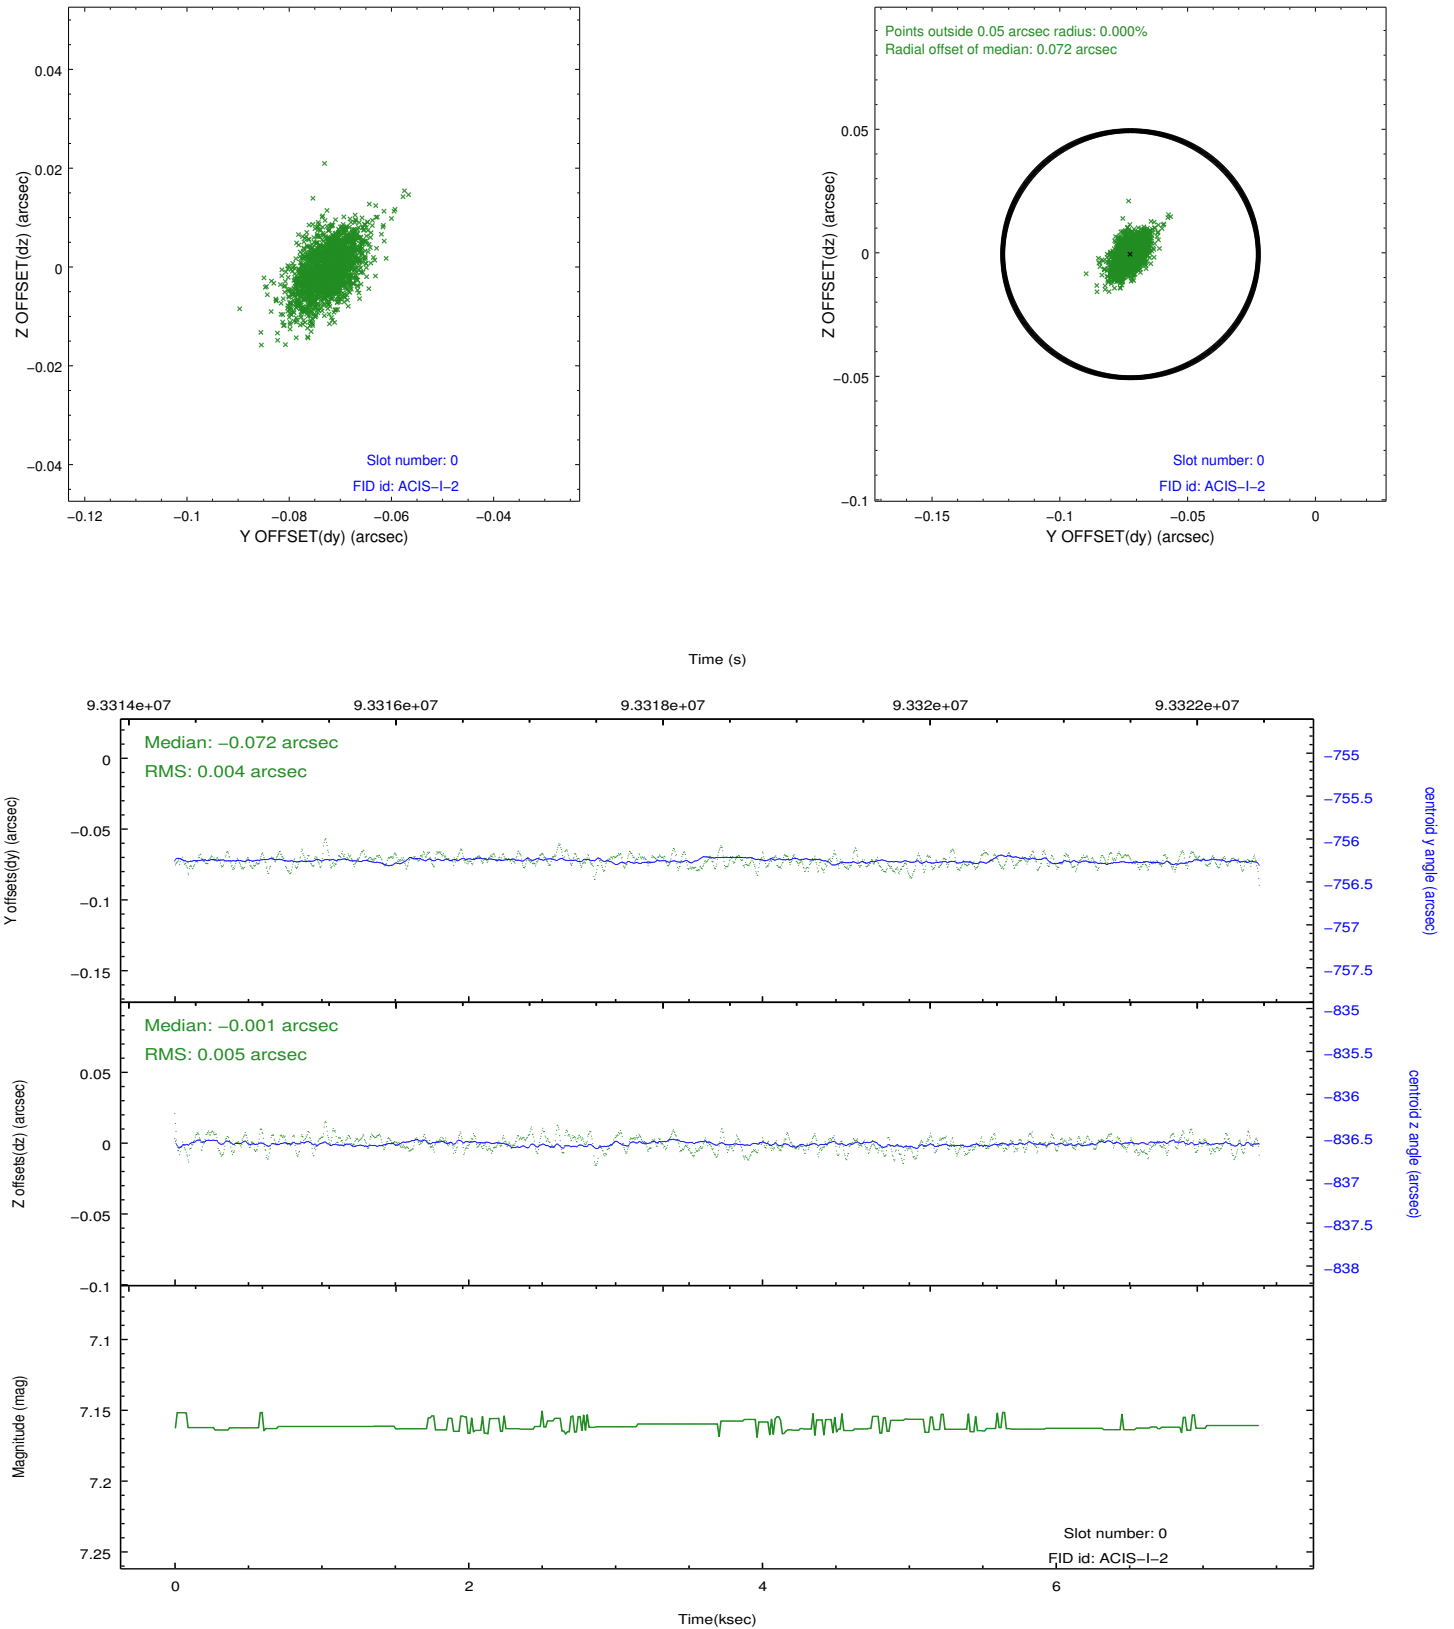 0.04
0.02
0
−0.02
−0.04
Z OFFSET(dz) (arcsec)
Slot number: 0
FID id: ACIS−I−2
−0.12
−0.1
−0.08
−0.06
−0.04
Y OFFSET(dy) (arcsec)
Points outside 0.05 arcsec radius: 0.000%
Radial offset of median: 0.072 arcsec
0.05
0
−0.05
−0.1
Z OFFSET(dz) (arcsec)
Slot number: 0
FID id: ACIS−I−2
−0.15
−0.1
−0.05
0
Y OFFSET(dy) (arcsec)
Time (s)
9.3314e+07
9.3316e+07
9.3318e+07
9.332e+07
9.3322e+07
Median: −0.072 arcsec
RMS: 0.004 arcsec
0
−0.05
−0.1
−0.15
Y offsets(dy) (arcsec)
−755
−755.5
−756
−756.5
−757
−757.5
centroid y angle (arcsec)
Median: −0.001 arcsec
RMS: 0.005 arcsec
0.05
0
−0.05
−0.1
Z offsets(dz) (arcsec)
−835
−835.5
−836
−836.5
−837
−837.5
−838
centroid z angle (arcsec)
7.1
7.15
7.2
7.25
Magnitude (mag)
Slot number: 0
FID id: ACIS−I−2
0
2
4
6
Time(ksec)